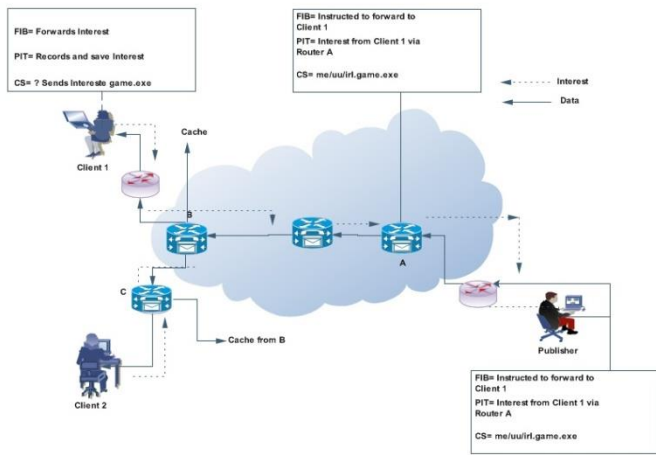 FIB= Forwards Interest
PIT= Records and save Interest
CS= ? Sends Intereste game.exe
FIB= Instructed to forward to
Client 1
PIT= Interest from Client 1 via
Router A
CS= me/uu/irl.game.exe
Interest
Data
Cache
Client 1
B
A
C
Cache from B
Client 2
Publisher
FIB= Instructed to forward to
Client 1
PIT= Interest from Client 1 via
Router A
CS= me/uu/irl.game.exe